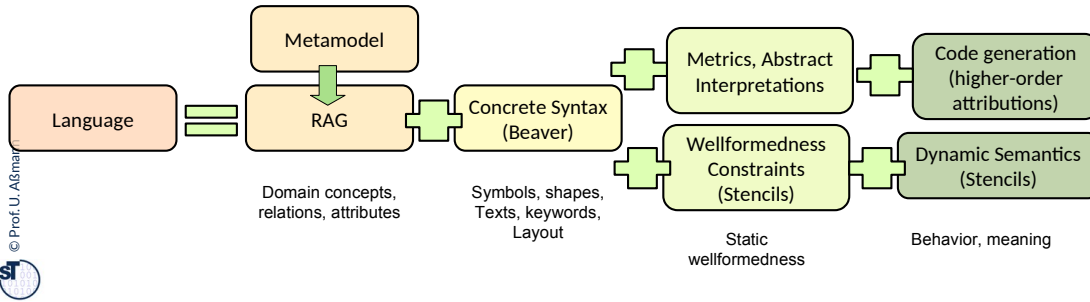 Metamodel
Language
RAG
Concrete Syntax
(Beaver)
Metrics, Abstract
Interpretations
Code generation
(higher-order
attributions)
Wellformedness
Constraints
(Stencils)
Dynamic Semantics
(Stencils)
Domain concepts,
relations, attributes
Symbols, shapes,
Texts, keywords,
Layout
Static
wellformedness
Behavior, meaning
© Prof. U. Aßmann
ST